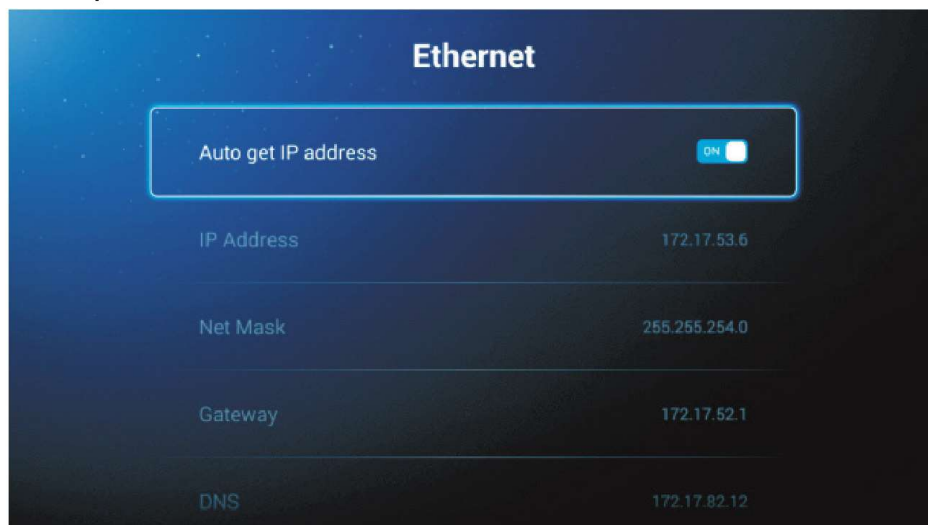 Ethernet
Auto get IP address ON
IP Address 172.17.53.6
Net Mask 255.255.254.0
Gateway 172.17.52.1
DNS 172.17.82.12